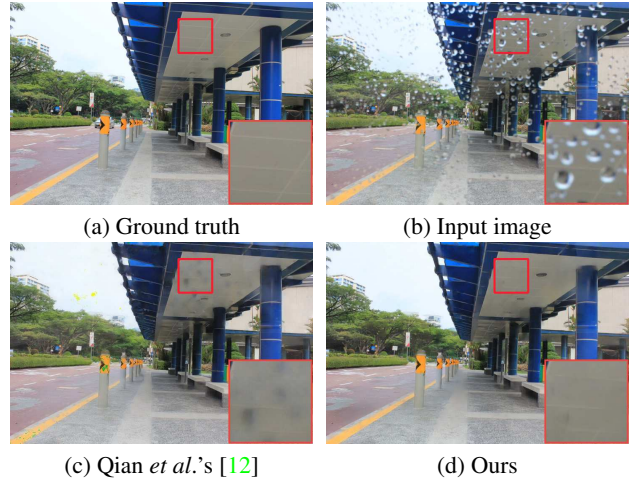 (a) Ground truth
(b) Input image
(c) Qian et al.'s [12]
(d) Ours